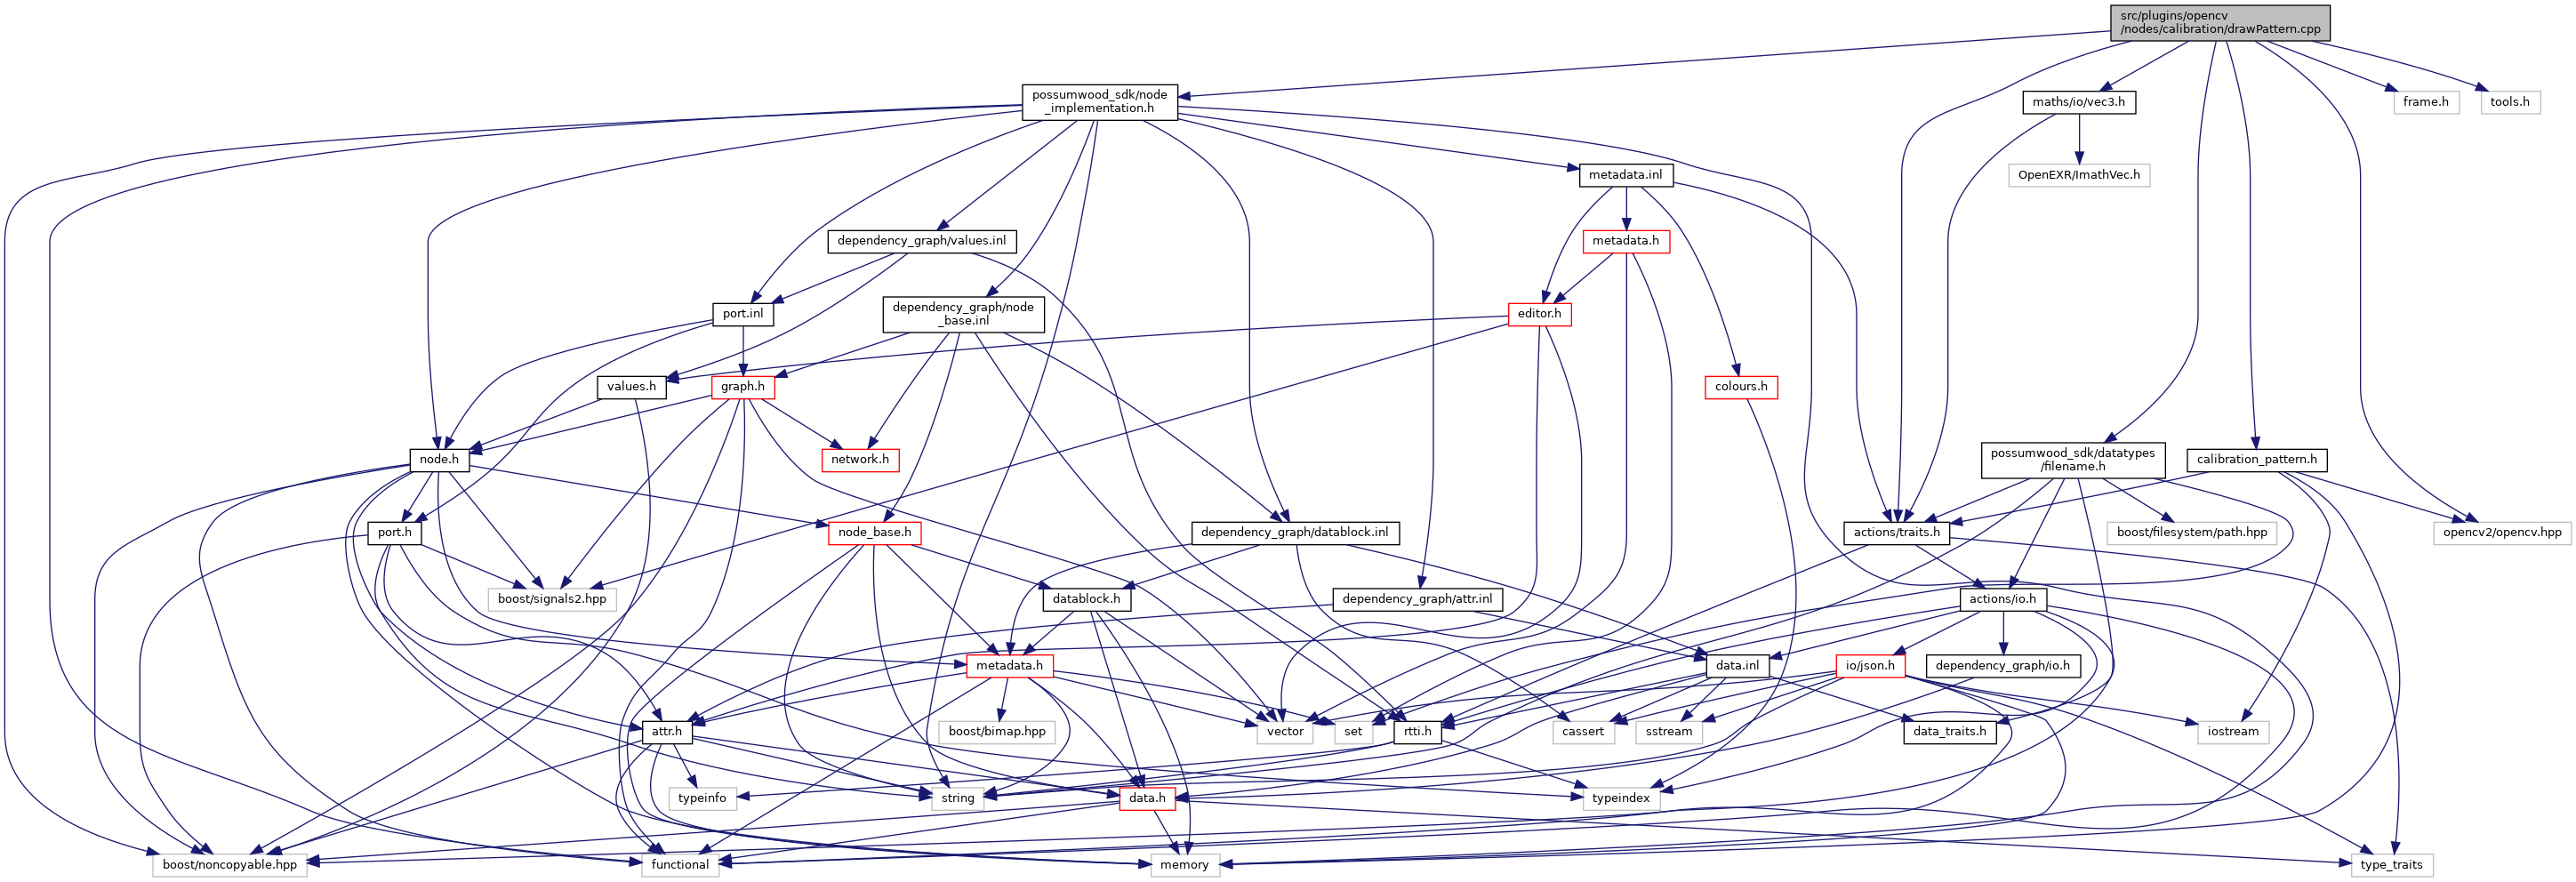 src/plugins/opencv
/nodes/calibration/drawPattern.cpp
possumwood_sdk/node
_implementation.h
maths/io/vec3.h
frame.h
tools.h
metadata.inl
OpenEXR/ImathVec.h
dependency_graph/values.inl
metadata.h
port.inl
dependency_graph/node
_base.inl
editor.h
values.h
graph.h
colours.h
node.h
network.h
possumwood_sdk/datatypes
/filename.h
calibration_pattern.h
port.h
node_base.h
dependency_graph/datablock.inl
actions/traits.h
boost/filesystem/path.hpp
opencv2/opencv.hpp
boost/signals2.hpp
datablock.h
dependency_graph/attr.inl
actions/io.h
metadata.h
data.inl
io/json.h
dependency_graph/io.h
attr.h
boost/bimap.hpp
vector
set
rtti.h
cassert
sstream
data_traits.h
iostream
typeinfo
string
data.h
typeindex
boost/noncopyable.hpp
functional
memory
type_traits